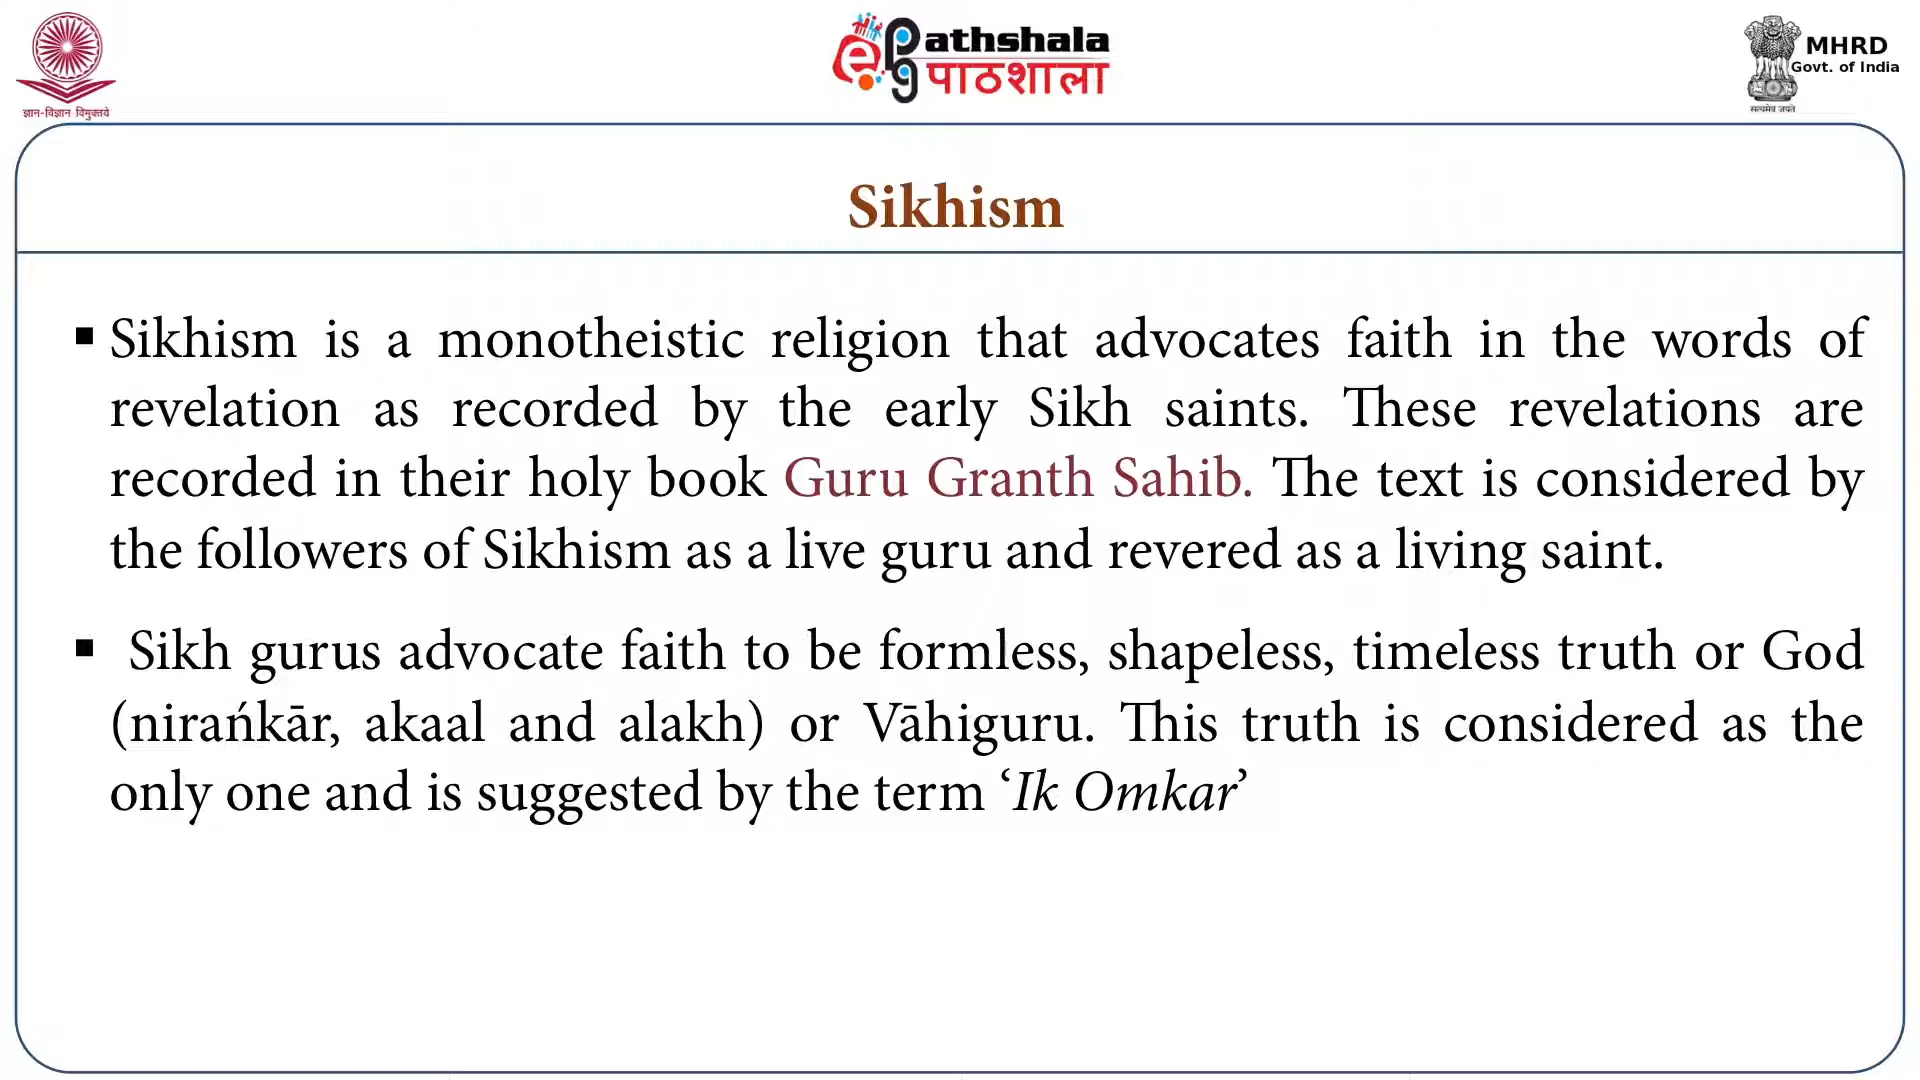 ज्ञान-विज्ञान विमुक्तये
ePG Pathshala
पाठशाला
सत्यमेव जयते
MHRD
Govt. of India
Sikhism
▪ Sikhism is a monotheistic religion that advocates faith in the words of
revelation as recorded by the early Sikh saints. These revelations are
recorded in their holy book Guru Granth Sahib. The text is considered by
the followers of Sikhism as a live guru and revered as a living saint.
▪ Sikh gurus advocate faith to be formless, shapeless, timeless truth or God
(nirańkār, akaal and alakh) or Vāhiguru. This truth is considered as the
only one and is suggested by the term ‘Ik Omkar’